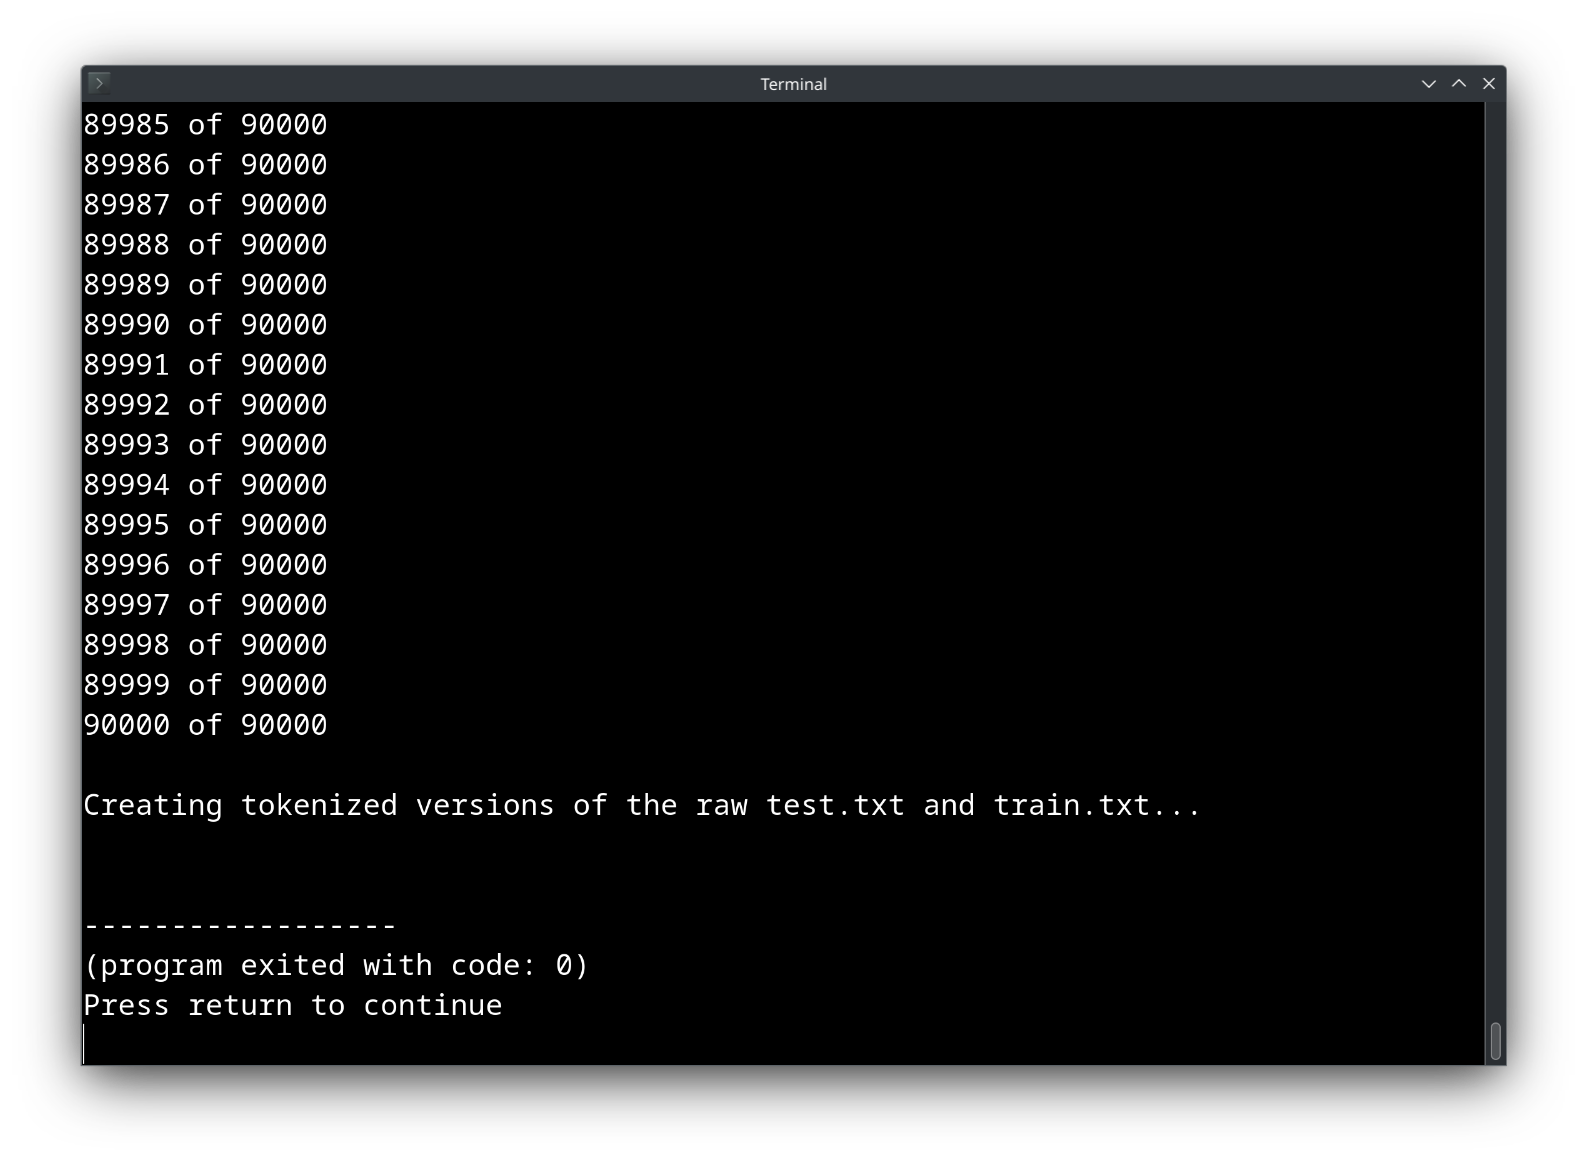 Terminal
89985 of 90000
89986 of 90000
89987 of 90000
89988 of 90000
89989 of 90000
89990 of 90000
89991 of 90000
89992 of 90000
89993 of 90000
89994 of 90000
89995 of 90000
89996 of 90000
89997 of 90000
89998 of 90000
89999 of 90000
90000 of 90000
Creating tokenized versions of the raw test.txt and train.txt...
------------------
(program exited with code: 0)
Press return to continue